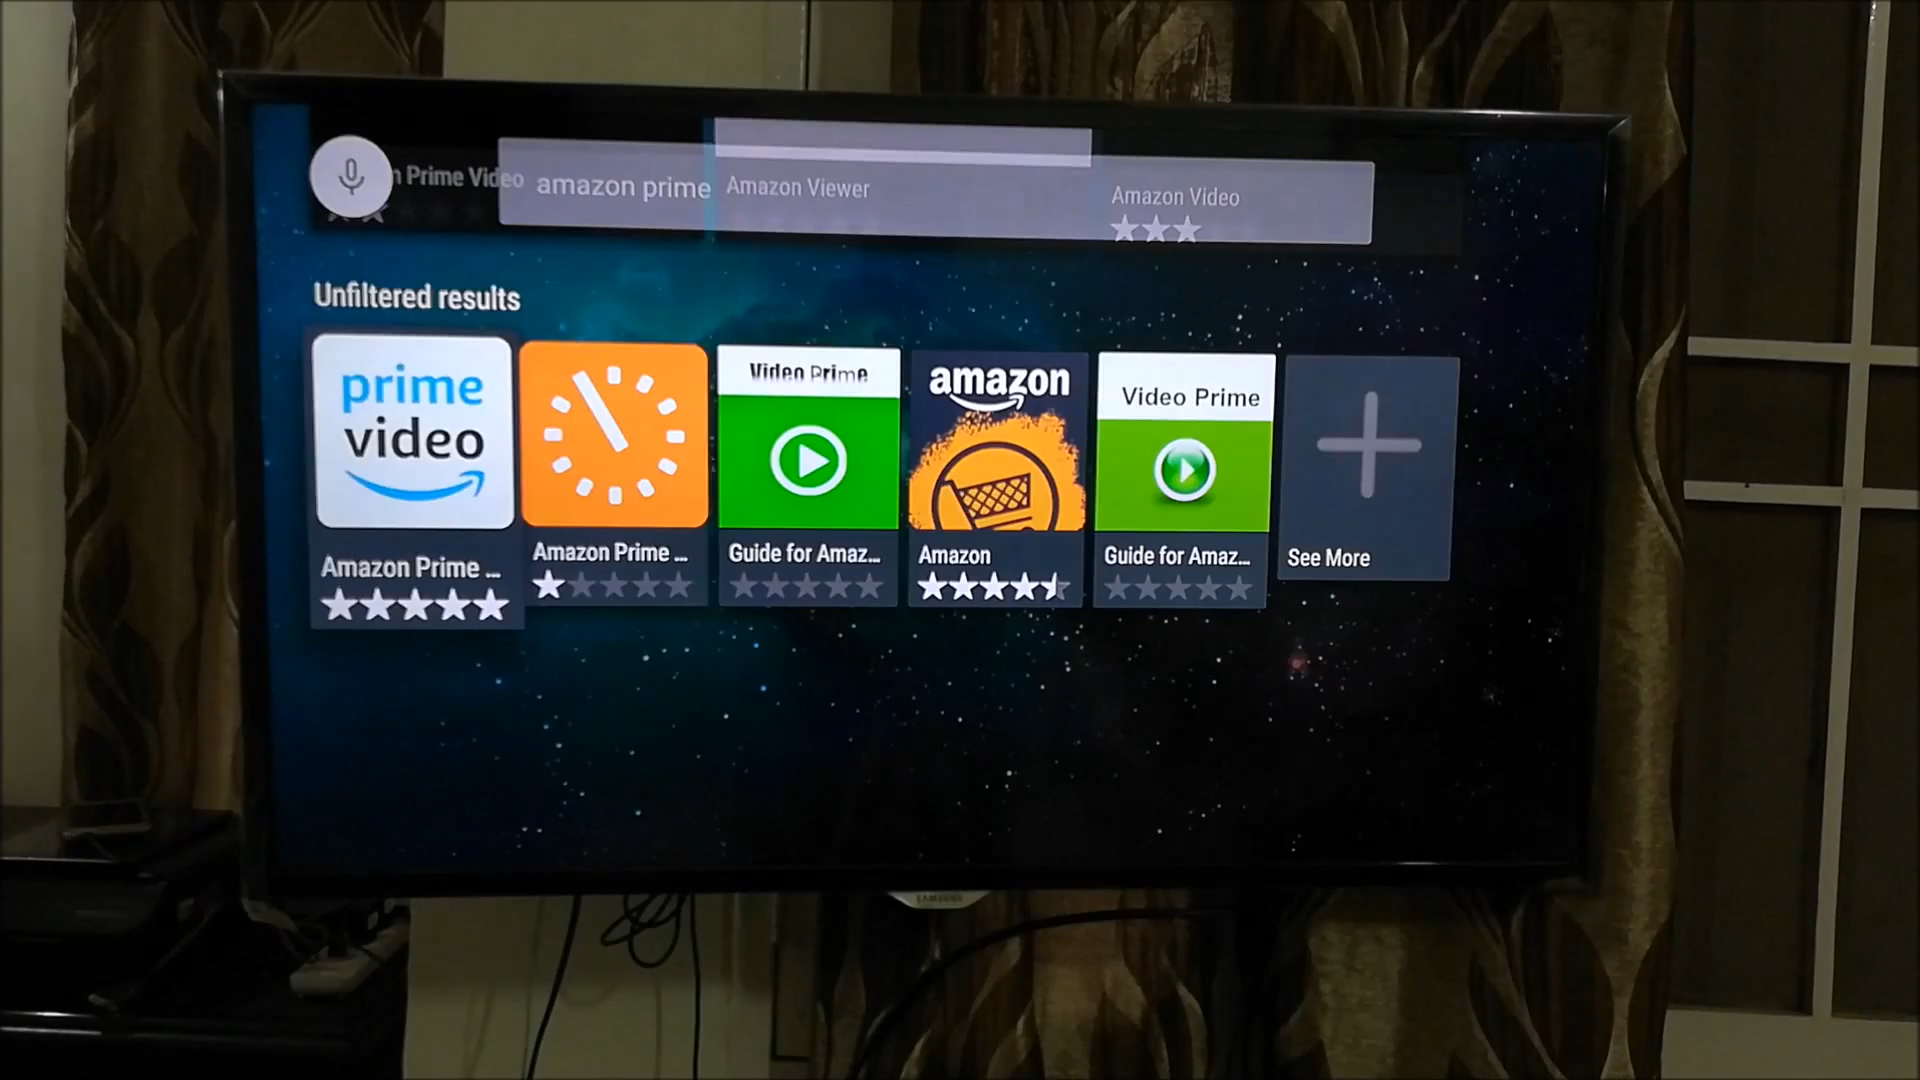 n Prime Video
amazon prime
Amazon Viewer
Amazon Video
Unfiltered results
prime
video
Video Prime
amazon
Video Prime
Amazon Prime ...
Amazon Prime ...
Guide for Amaz...
Amazon
Guide for Amaz...
See More
SAMSUNG